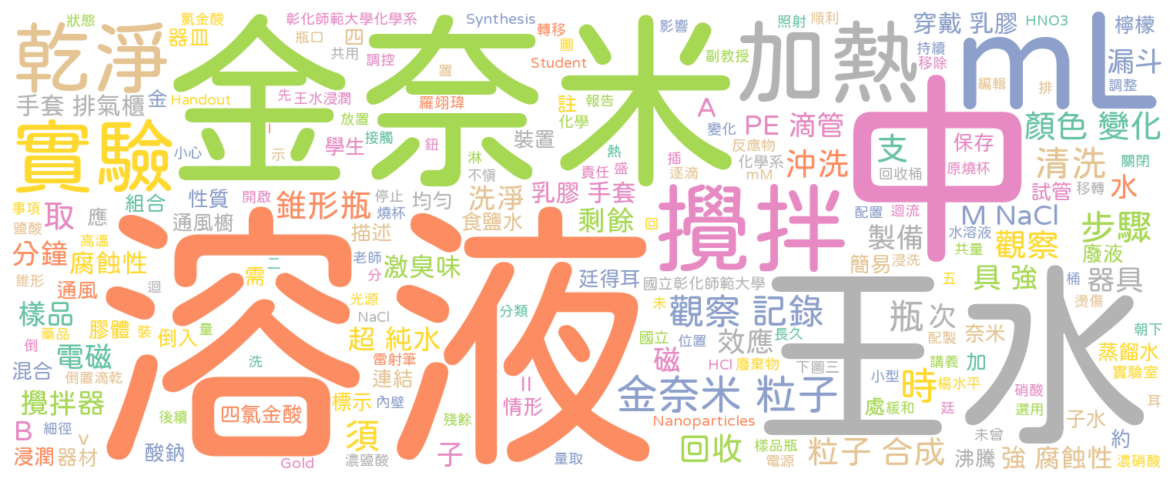 狀態
氯金酸
器皿
彰化師範大學化學系
瓶口
四
共用
調控
Synthesis
轉移
圖
Student
影響
副教授
照射
順利
穿戴 乳膠
HNO3
檸檬
持續
移除
漏斗
調整
編輯
排
乾淨
金奈米
加熱
mL
手套 排氣櫃
金
Handout
先
王水浸潤
放置
置
羅翊瑋
註
報告
化學
A
變化
PE 滴管
反應物
化學系
mM
顏色 變化
中
支
保存
原燒杯
回收桶
清洗
關閉
實驗
小心
I
示
學生
接觸
鈕
裝置
淋
不慎
熱
責任
盛
插
逐滴
沖洗
試管
移轉
水
事項
鹽酸
取
應
組合
性質
開啟
通風櫥
錐形瓶
停止
燒杯
均勻
描述
洗淨
食鹽水
乳膠 手套
剩餘
回
攪拌
配置
迴流
水溶液
共量
M NaCl
製備
觀察
步驟
廢液
分鐘
高溫
腐蝕性
錐形
通風
迴
需
二
老師
分
激臭味
廷得耳
國立彰化師範大學
未
簡易
浸洗
五
具 強
器具
桶
燙傷
溶液
王水
樣品
藥品
膠體
裝
倒入
量
光源
NaCl
超 純水
分類
國立
位置
觀察 記錄
長久
效應
瓶
次
配製
奈米
朝下
蒸餾水
實驗室
倒
電磁
混合
倒置滴乾
洗
雷射筆
連結
磁
HCl
廢棄物
下圖三
小型
加
講義
楊水平
硝酸
選用
攪拌器
四氯金酸
標示
內壁
II
情形
金奈米 粒子
處
緩和
時
廷
子水
耳
B
細徑
v
後續
須
殘餘
Nanoparticles
未曾
約
浸潤
器材
酸鈉
Gold
濃鹽酸
子
量取
回收
樣品瓶
電源
粒子 合成
沸騰
強 腐蝕性
濃硝酸